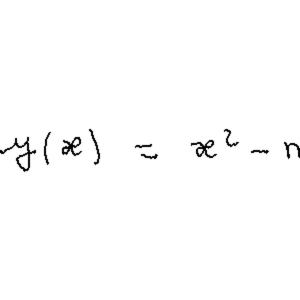 y(x) = x² - n